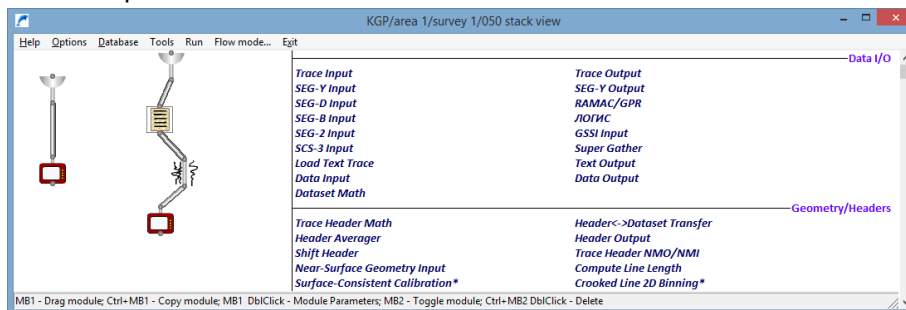 KGP/area 1/survey 1/050 stack view
Help Options Database Tools Run Flow mode... Exit
Data I/O
Trace Input Trace Output
SEG-Y Input SEG-Y Output
SEG-D Input RAMAC/GPR
SEG-B Input ЛОГИС
SEG-2 Input GSSI Input
SCS-3 Input Super Gather
Load Text Trace Text Output
Data Input Data Output
Dataset Math
Geometry/Headers
Trace Header Math Header<->Dataset Transfer
Header Averager Header Output
Shift Header Trace Header NMO/NMI
Near-Surface Geometry Input Compute Line Length
Surface-Consistent Calibration* Crooked Line 2D Binning*
MB1 - Drag module; Ctrl+MB1 - Copy module; MB1 DblClick - Module Parameters; MB2 - Toggle module; Ctrl+MB2 DblClick - Delete